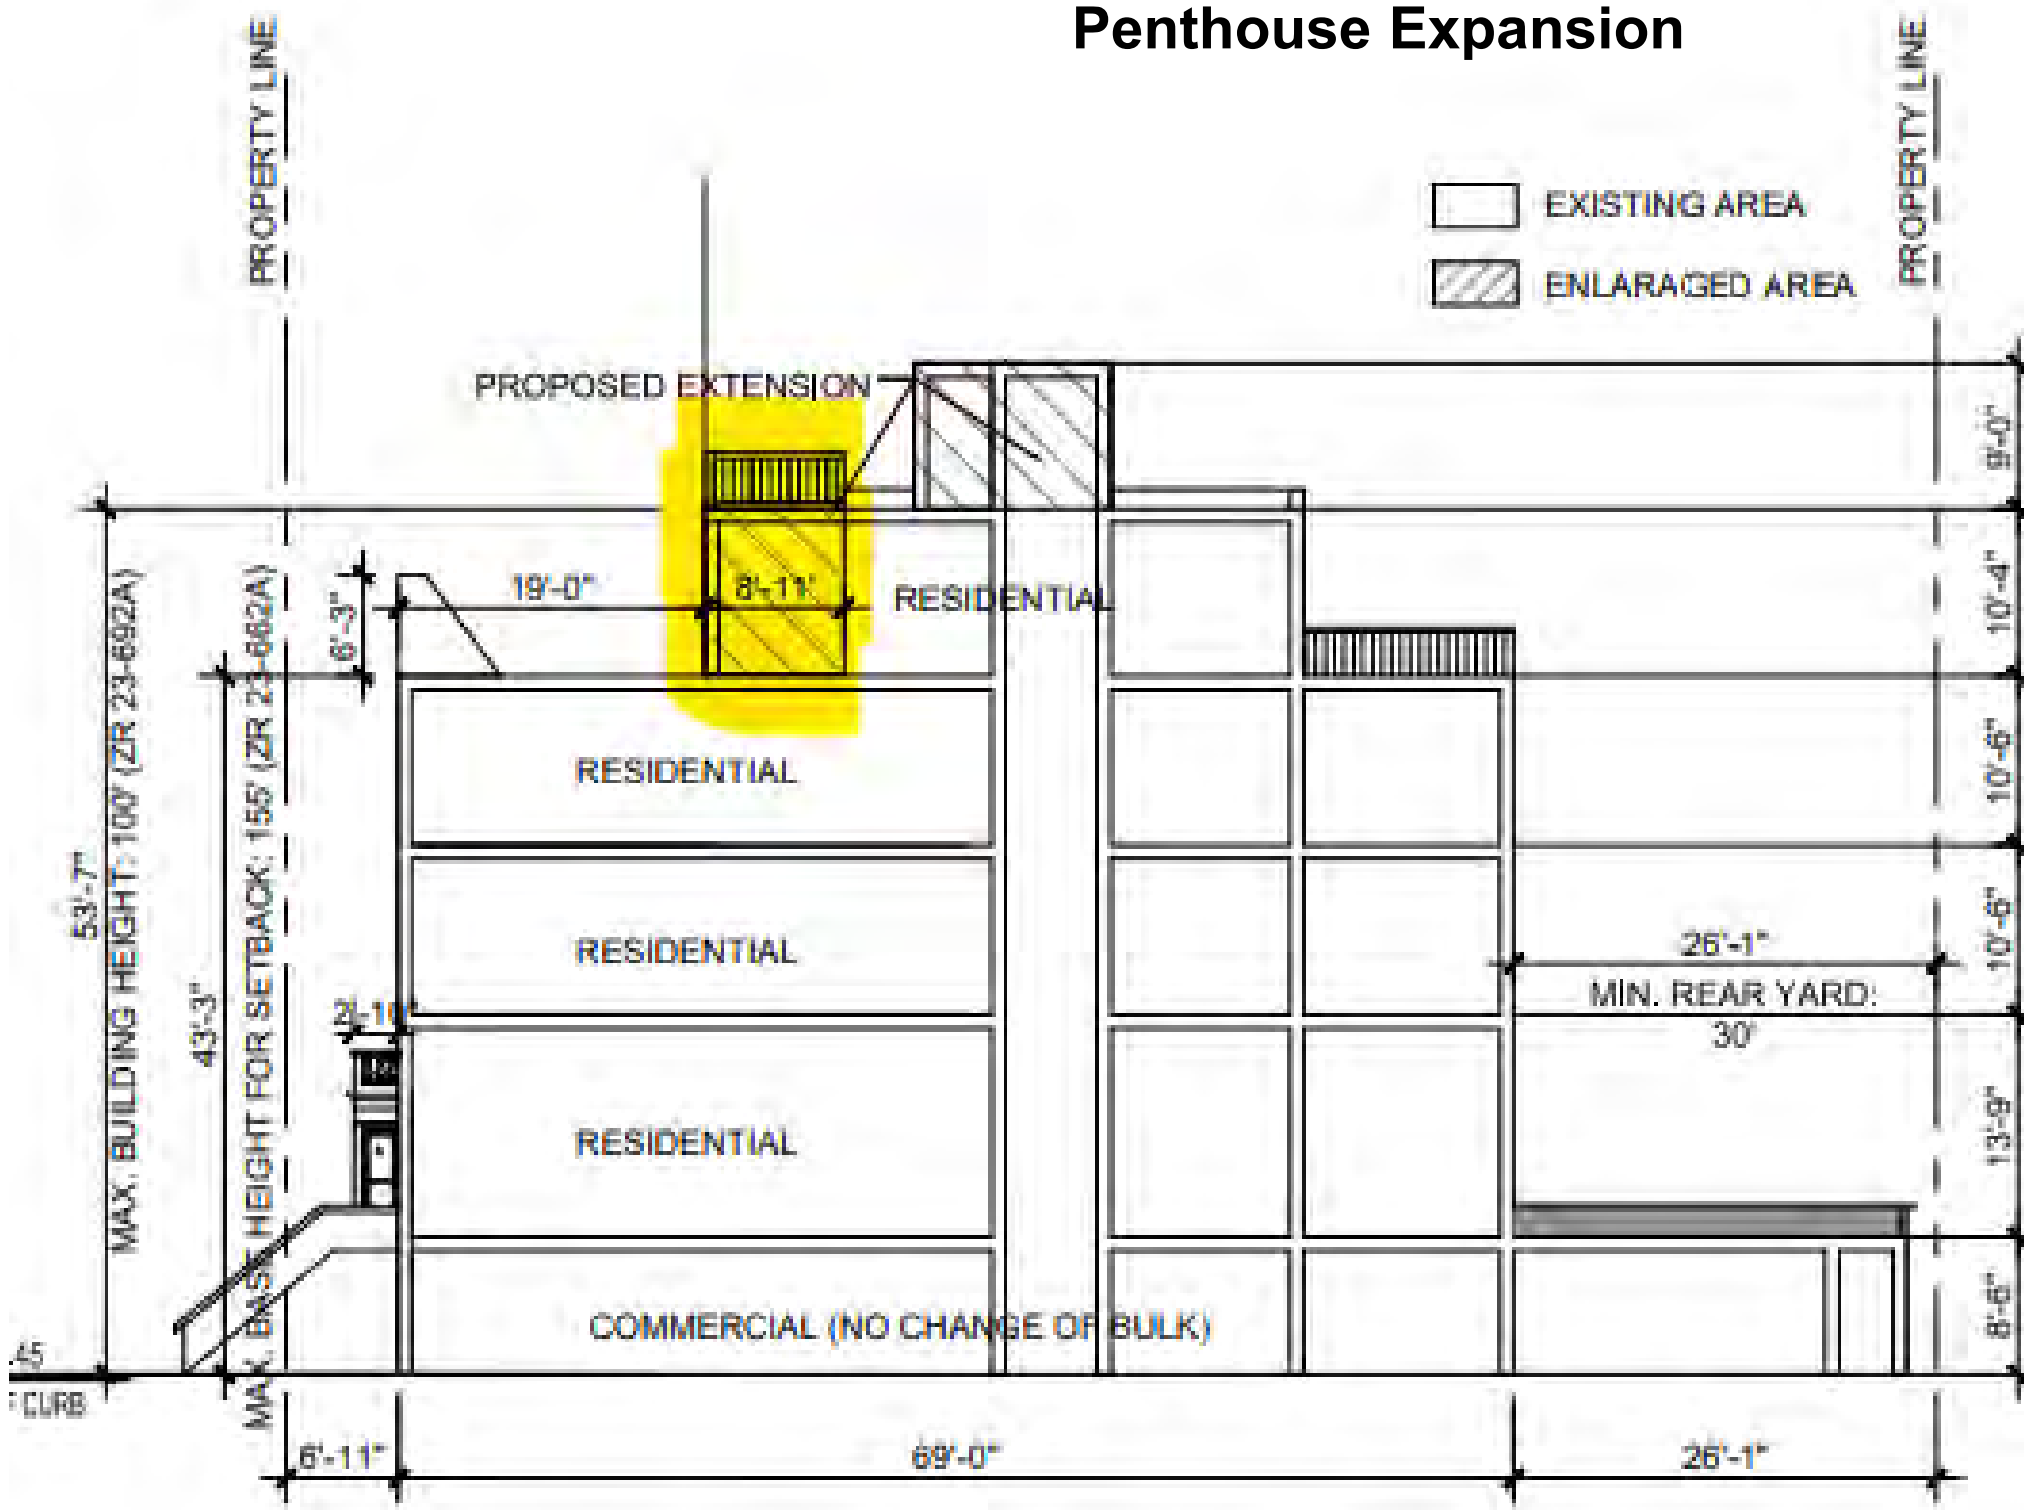 Penthouse Expansion
PROPERTY LINE
PROPERTY LINE
EXISTING AREA
ENLARAGED AREA
PROPOSED EXTENSION
9'-0"
19'-0"
8'-11"
RESIDENTIAL
6'-3"
10'-4"
MAX. BUILDING HEIGHT: 100' (ZR 23-692A)
MAX. BASE HEIGHT FOR SETBACK: 155' (ZR 23-682A)
53'-7"
43'-3"
RESIDENTIAL
10'-6"
RESIDENTIAL
10'-6"
26'-1"
MIN. REAR YARD:
30'
RESIDENTIAL
13'-9"
COMMERCIAL (NO CHANGE OF BULK)
8'-6"
.45
CURB
6'-11"
69'-0"
26'-1"